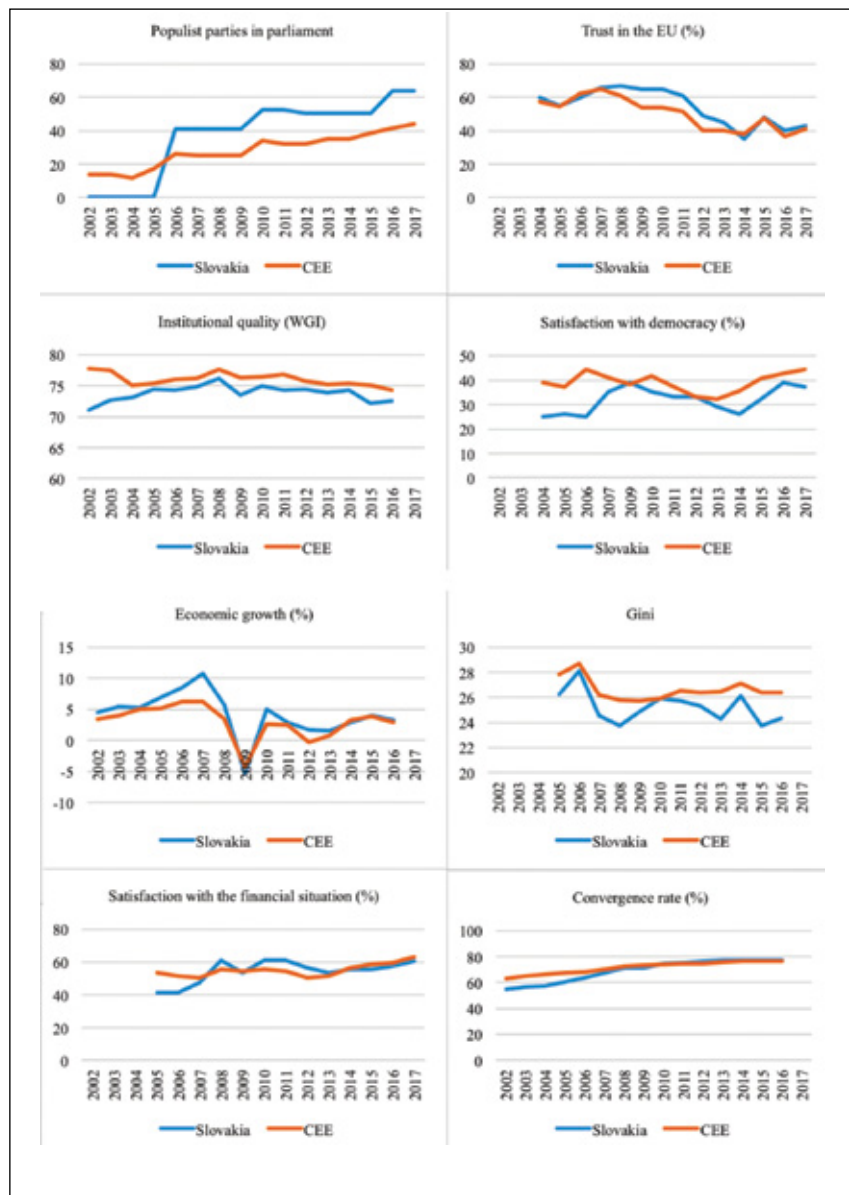 Populist parties in parliament
80
60
40
20
0
2002 2003 2004 2005 2006 2007 2008 2009 2010 2011 2012 2013 2014 2015 2016 2017
Slovakia CEE
Trust in the EU (%)
80
60
40
20
0
2002 2003 2004 2005 2006 2007 2008 2009 2010 2011 2012 2013 2014 2015 2016 2017
Slovakia CEE
Institutional quality (WGI)
80
75
70
65
60
2002 2003 2004 2005 2006 2007 2008 2009 2010 2011 2012 2013 2014 2015 2016 2017
Slovakia CEE
Satisfaction with democracy (%)
50
40
30
20
10
0
2002 2003 2004 2005 2006 2007 2008 2009 2010 2011 2012 2013 2014 2015 2016 2017
Slovakia CEE
Economic growth (%)
15
10
5
0
-5
-10
2002 2003 2004 2005 2006 2007 2008 2009 2010 2011 2012 2013 2014 2015 2016 2017
Slovakia CEE
Gini
30
28
26
24
22
20
2002 2003 2004 2005 2006 2007 2008 2009 2010 2011 2012 2013 2014 2015 2016 2017
Slovakia CEE
Satisfaction with the financial situation (%)
80
60
40
20
0
2002 2003 2004 2005 2006 2007 2008 2009 2010 2011 2012 2013 2014 2015 2016 2017
Slovakia CEE
Convergence rate (%)
100
80
60
40
20
0
2002 2003 2004 2005 2006 2007 2008 2009 2010 2011 2012 2013 2014 2015 2016 2017
Slovakia CEE